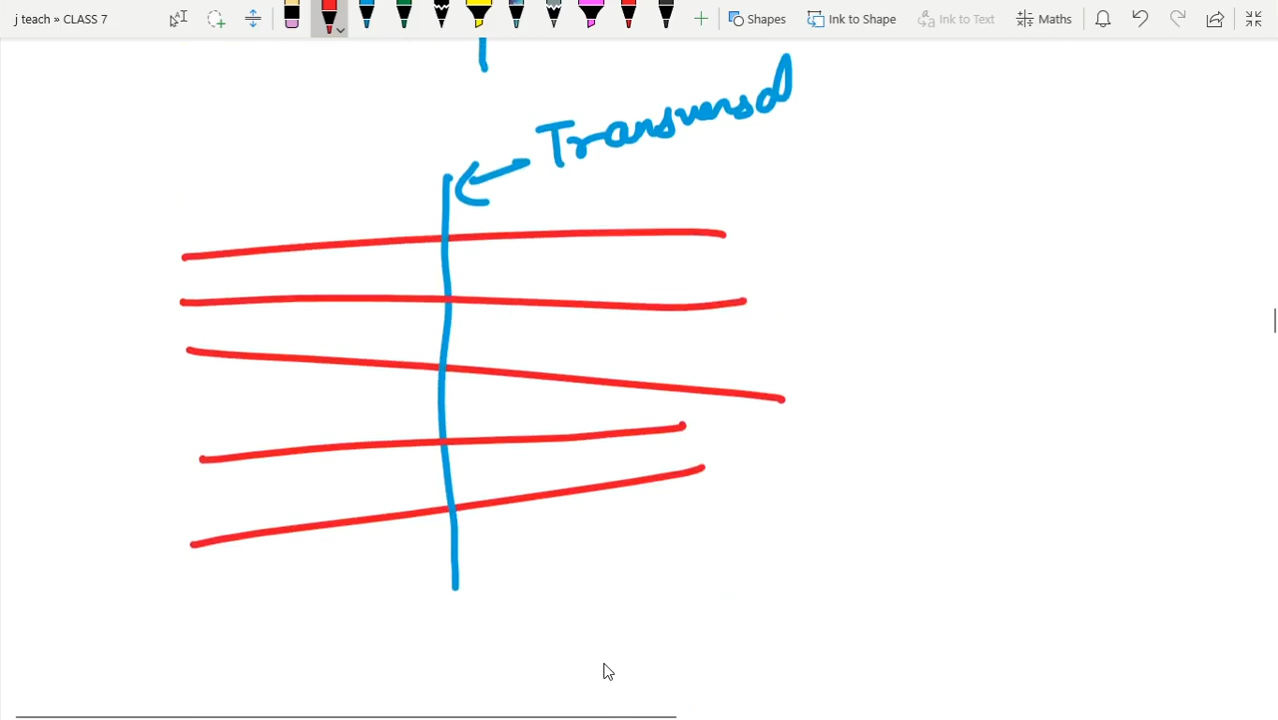 j teach » CLASS 7
Shapes
Ink to Shape
Ink to Text
Maths
Transversal